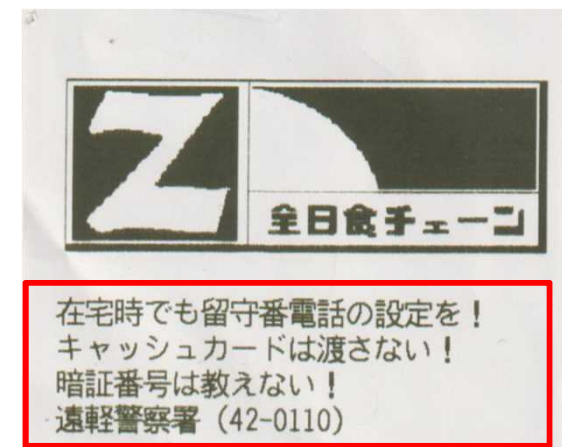 Z
全日食チェーン
在宅時でも留守番電話の設定を！
キャッシュカードは渡さない！
暗証番号は教えない！
遠軽警察署（42-0110）